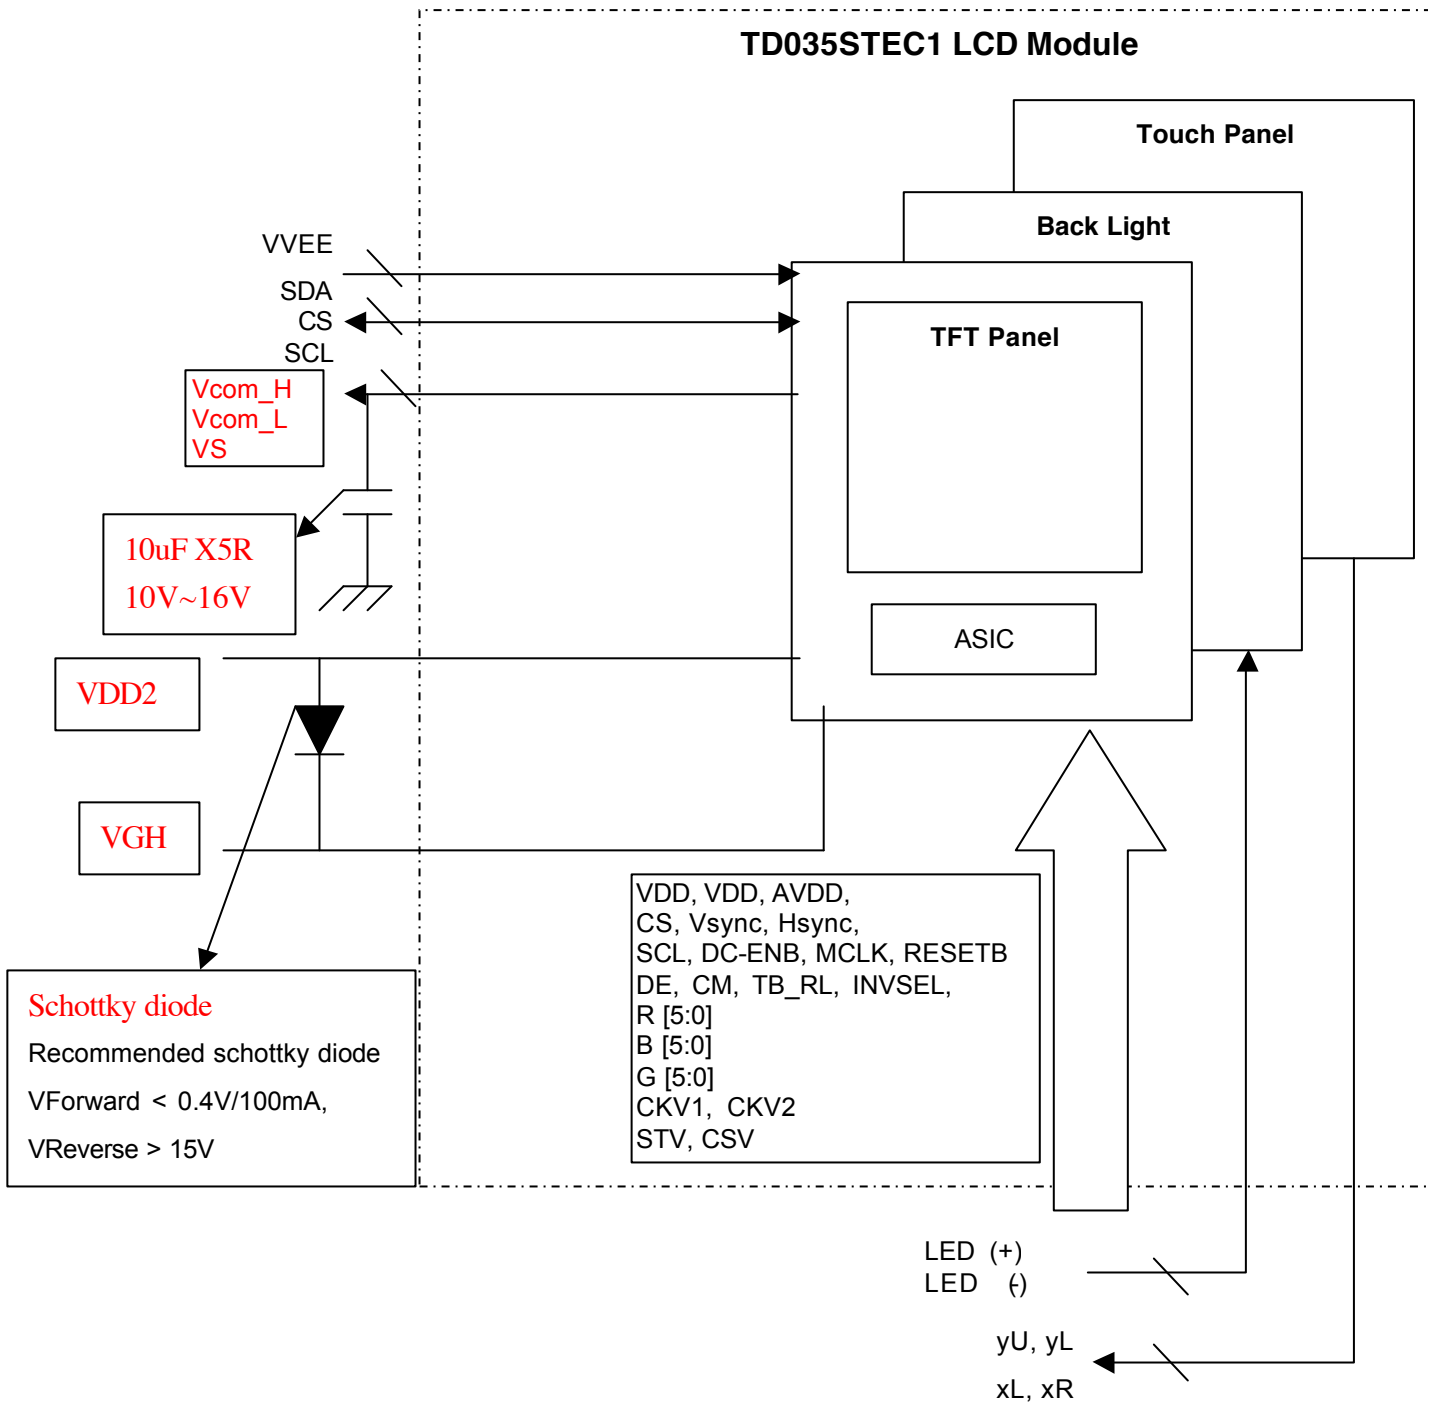 TD035STEC1 LCD Module
Touch Panel
Back Light
TFT Panel
ASIC
VVEE
SDA
CS
SCL
Vcom_H
Vcom_L
VS
10uF X5R
10V~16V
VDD2
VGH
Schottky diode
Recommended schottky diode
VForward < 0.4V/100mA,
VReverse > 15V
VDD, VDD, AVDD,
CS, Vsync, Hsync,
SCL, DC-ENB, MCLK, RESETB
DE, CM, TB_RL, INVSEL,
R [5:0]
B [5:0]
G [5:0]
CKV1, CKV2
STV, CSV
LED (+)
LED (-)
yU, yL
xL, xR